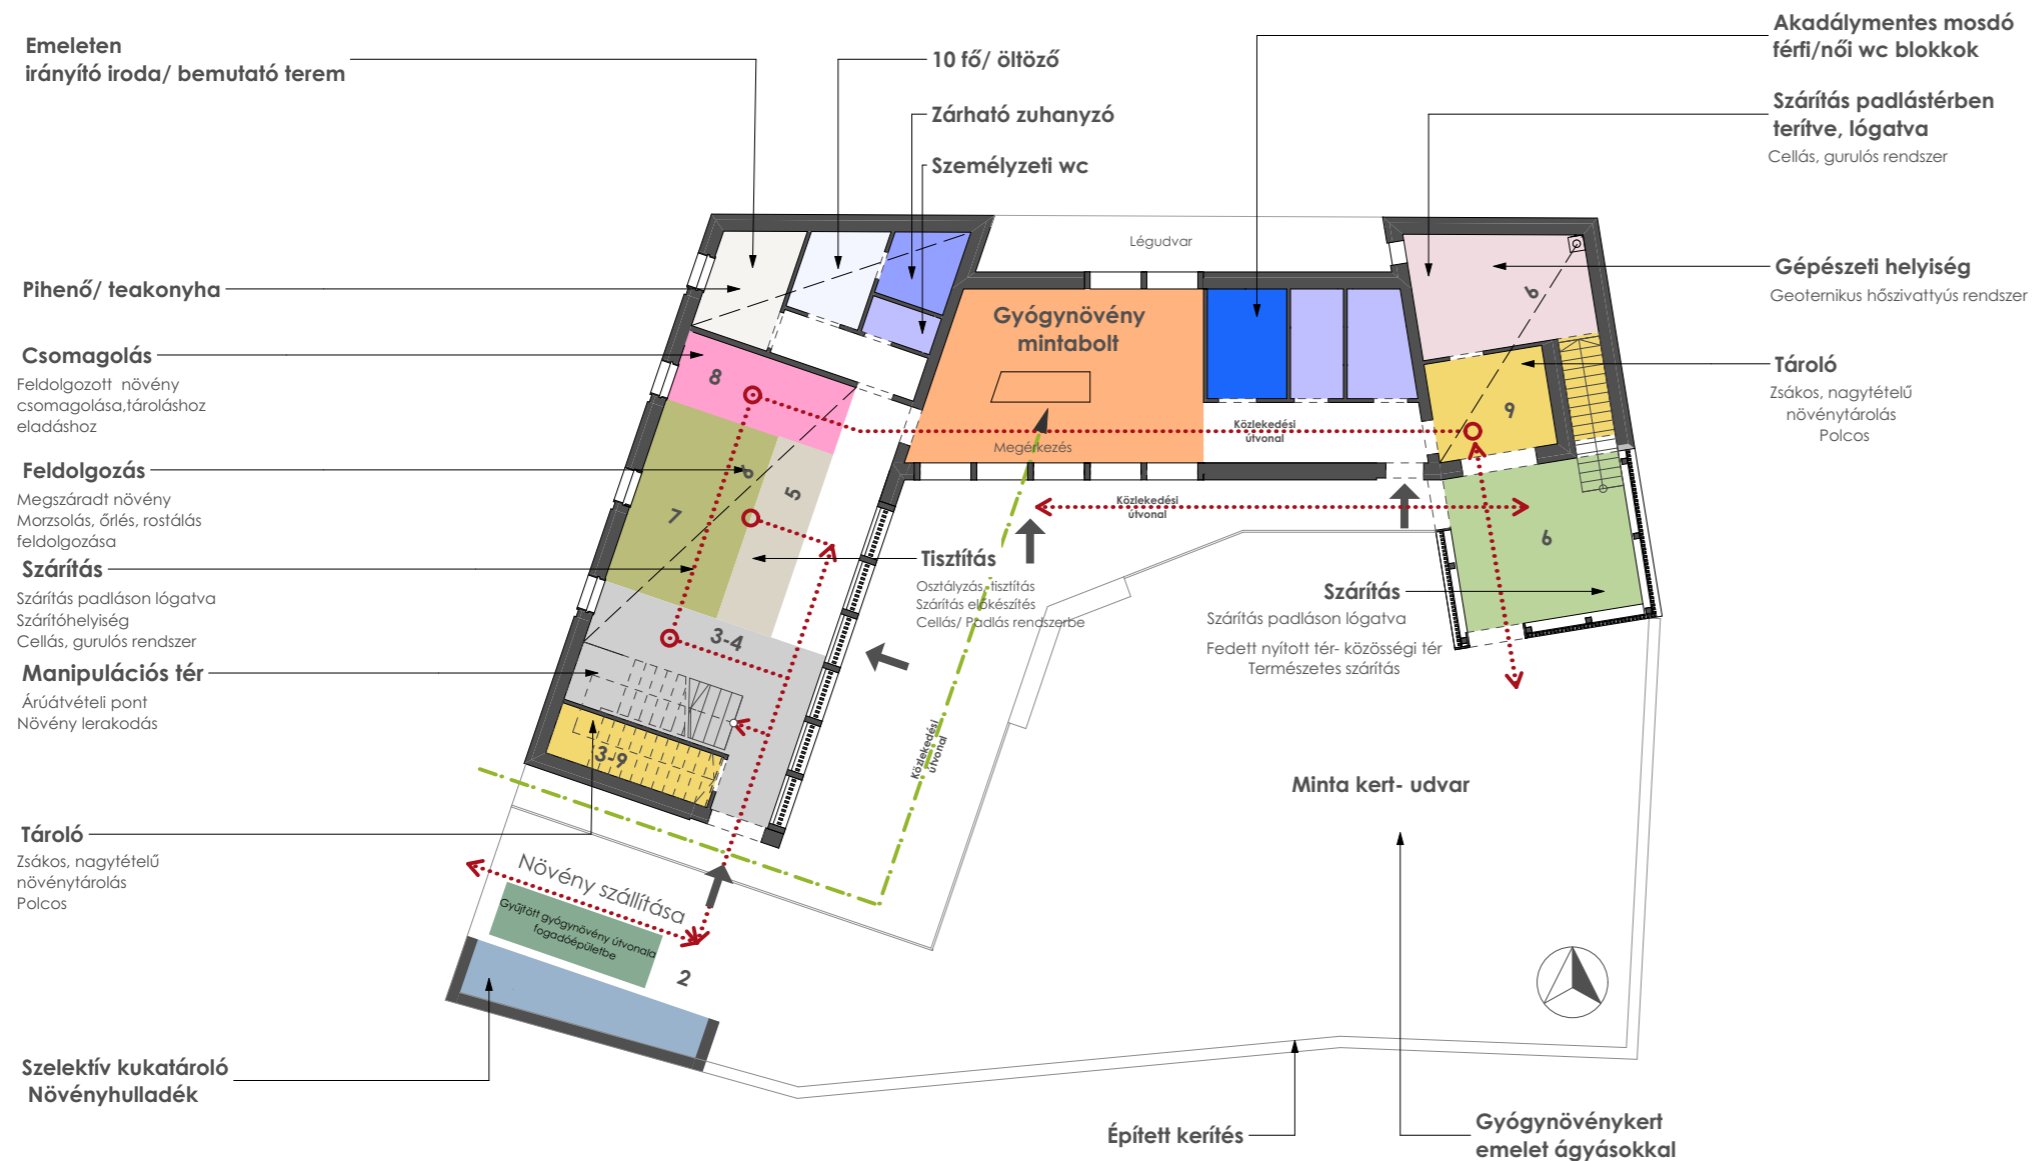 Emeleten
irányító iroda/ bemutató terem
10 fő/ öltöző
Zárható zuhanyzó
Személyzeti wc
Akadálymentes mosdó
férfi/női wc blokkok
Szárítás padlástérben
terítve, lógatva
Cellás, gurulós rendszer
Légudvar
Pihenő/ teakonyha
Gépészeti helyiség
Geoternikus hőszivattyús rendszer
6
Gyógynövény
mintabolt
Csomagolás
Feldolgozott növény
csomagolása,tároláshoz
eladáshoz
8
Tároló
Zsákos, nagytételű
növénytárolás
Polcos
9
Közlekedési
útvonal
Megérkezés
Feldolgozás
Megszáradt növény
Morzsolás, őrlés, rostálás
feldolgozása
6
5
7
Közlekedési
útvonal
6
Szárítás
Szárítás padláson lógatva
Szárítóhelyiség
Cellás, gurulós rendszer
Tisztítás
Osztályzás, tisztítás
Szárítás előkészítés
Cellás/ Padlás rendszerbe
Szárítás
Szárítás padláson lógatva
Fedett nyított tér- közösségi tér
Természetes szárítás
3-4
Manipulációs tér
Árúátvételi pont
Növény lerakodás
Közlekedési
útvonal
3-9
Minta kert- udvar
Tároló
Zsákos, nagytételű
növénytárolás
Polcos
Növény szállítása
Gyűjtött gyógynövény útvonala
fogadóépületbe
2
Szelektív kukatároló
Növényhulladék
Épített kerítés
Gyógynövénykert
emelet ágyásokkal